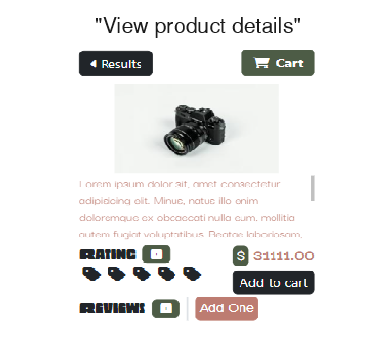 "View product details"
Results
Cart
Lorem ipsum dolor sit, amet consectetur
adipisicing elit. Minus, natus illo enim
doloremque ex obcaecati nulla cum, mollitia
autem fugiat voluptatibus. Beatae laboriosam,
RATING
$ 31111.00
Add to cart
REVIEWS
Add One